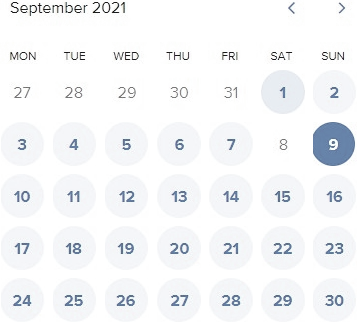 September 2021
MON TUE WED THU FRI SAT SUN
27 28 29 30 31 1 2
3 4 5 6 7 8 9
10 11 12 13 14 15 16
17 18 19 20 21 22 23
24 25 26 27 28 29 30